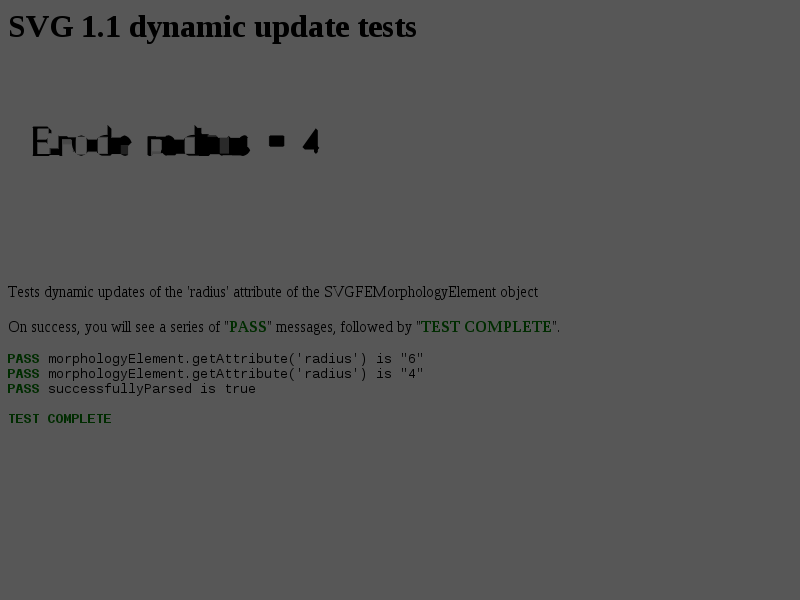 SVG 1.1 dynamic update tests
Erode radius = 4
Tests dynamic updates of the 'radius' attribute of the SVGFEMorphologyElement object
On success, you will see a series of "PASS" messages, followed by "TEST COMPLETE".
PASS morphologyElement.getAttribute('radius') is "6"
PASS morphologyElement.getAttribute('radius') is "4"
PASS successfullyParsed is true
TEST COMPLETE